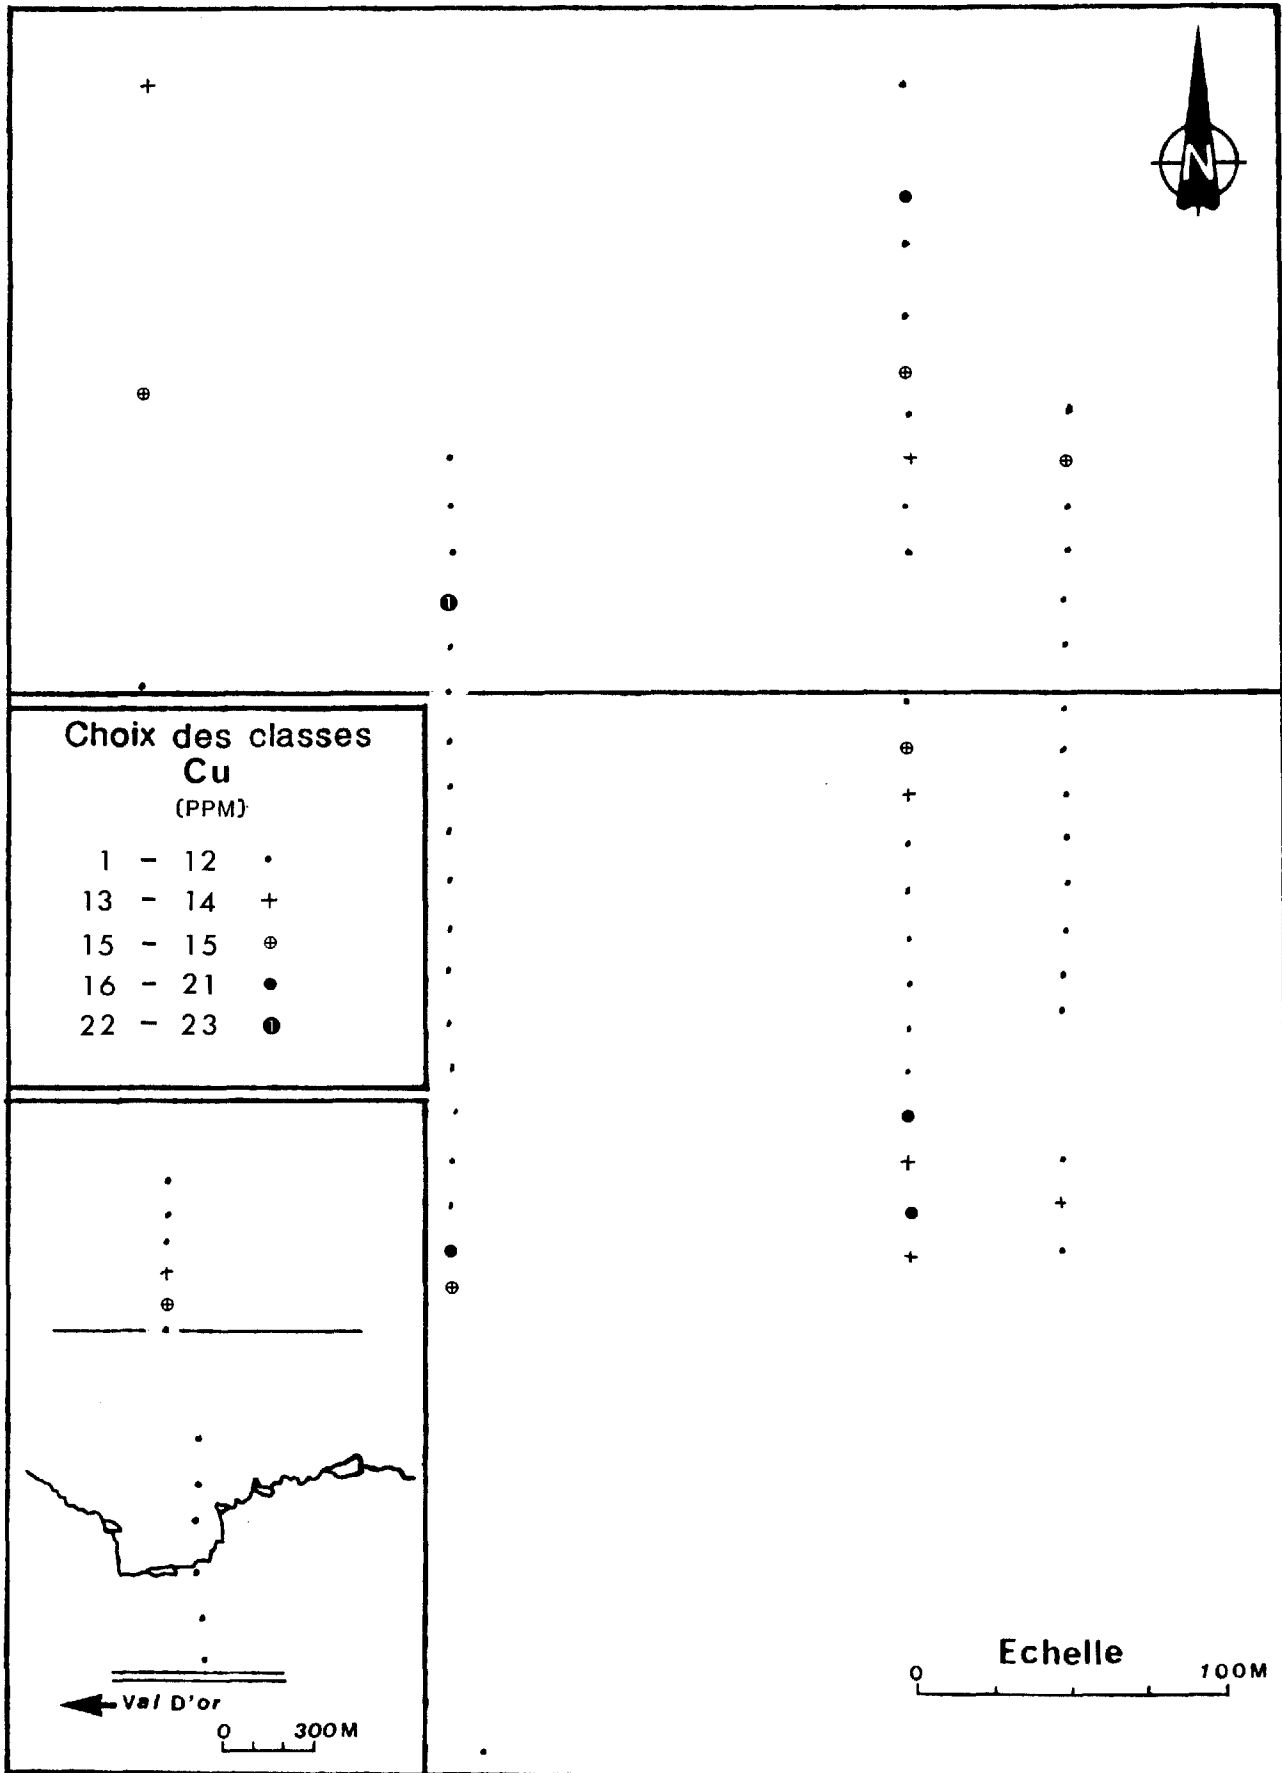 N
Choix des classes
Cu
(PPM)
1 - 12
13 - 14
15 - 15
16 - 21
22 - 23
Val D'or
0 300M
Echelle
0 100M